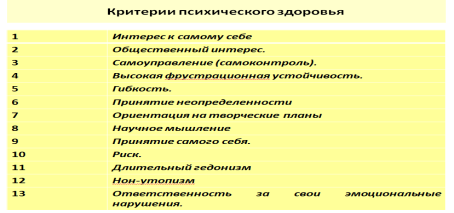 Критерии психического здоровья
1 Интерес к самому себе
2 Общественный интерес.
3 Самоуправление (самоконтроль).
4 Высокая фрустрационная устойчивость.
5 Гибкость.
6 Принятие неопределенности
7 Ориентация на творческие планы
8 Научное мышление
9 Принятие самого себя.
10 Риск.
11 Длительный гедонизм
12 Нон-утопизм
13 Ответственность за свои эмоциональные
нарушения.